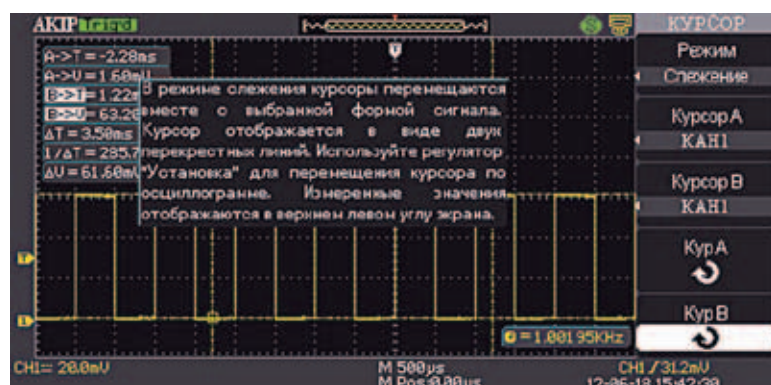 AKIP Trig'd
КУРСОР
Режим
Слежение
Курсор A
КАН1
Курсор B
КАН1
Кур A
Кур B
A->T = -2.28ms
A->V = 1.60mV
B->T = 1.22m
B->V = 63.20
ΔT = 3.50ms
1/ΔT = 285.7
ΔV = 61.60mV
В режиме слежения курсоры перемещаются
вместе с выбранной формой сигнала.
Курсор отображается в виде двух
перекрестных линий. Используйте регулятор
"Установка" для перемещения курсора по
осциллограмме. Измеренные значения
отображаются в верхнем левом углу экрана.
= 1.00195KHz
CH1= 20.0mV
M 500µs
CH1 / 31.2mV
M Pos:0.00µs